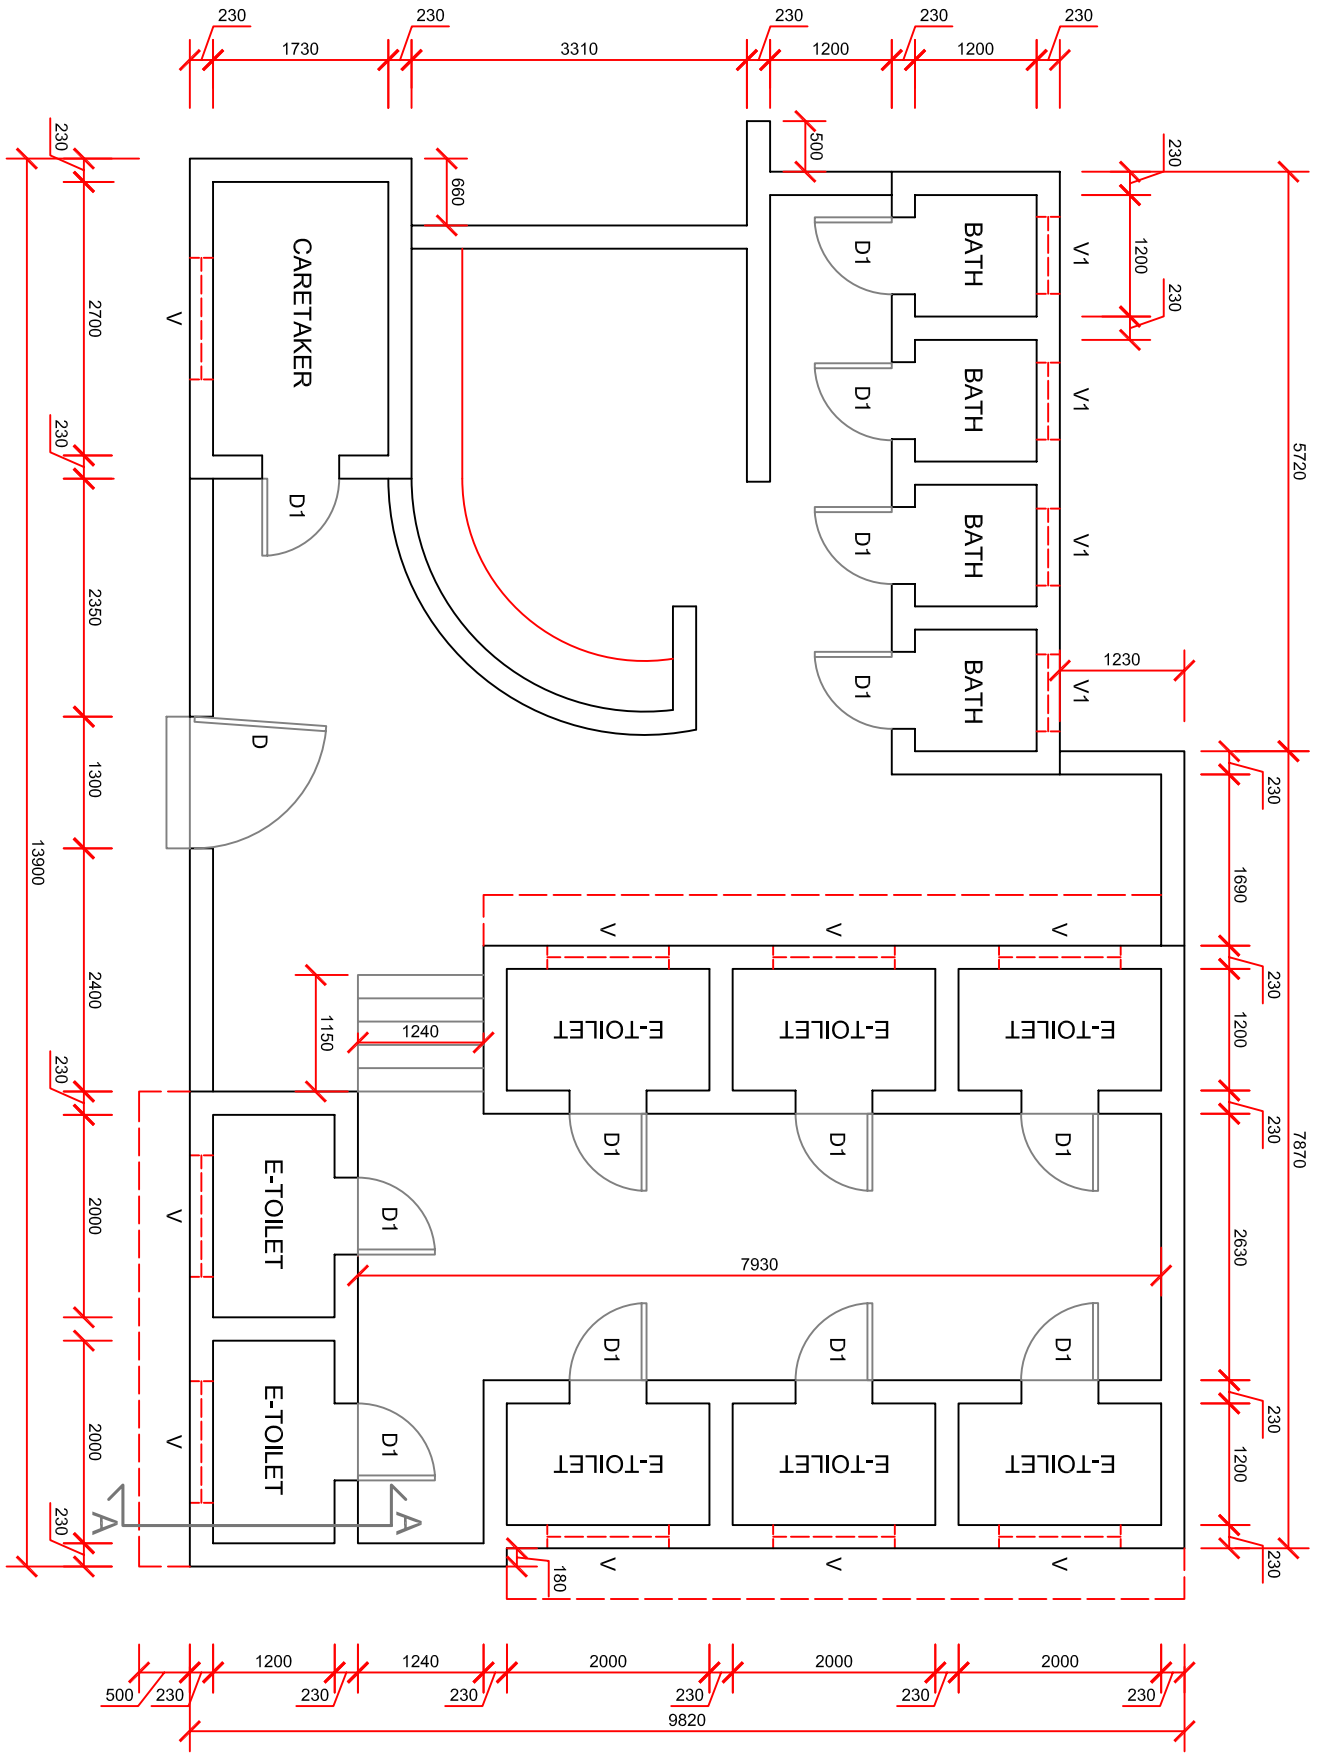 230
230
230
230
230
1730
3310
1200
1200
500
230
1200
230
5720
660
230
2700
230
2350
1300
13900
2400
230
2000
2000
230
CARETAKER
V
D1
D
D1
BATH
V1
D1
BATH
V1
D1
BATH
V1
D1
BATH
V1
1230
230
1690
230
1200
230
7870
2630
230
1200
230
V
V
V
E-TOILET
E-TOILET
E-TOILET
1150
1240
D1
D1
D1
E-TOILET
V
D1
7930
D1
D1
D1
E-TOILET
V
D1
E-TOILET
E-TOILET
E-TOILET
A
A
V
V
V
180
1200
1240
2000
2000
2000
500
230
230
230
230
230
230
9820